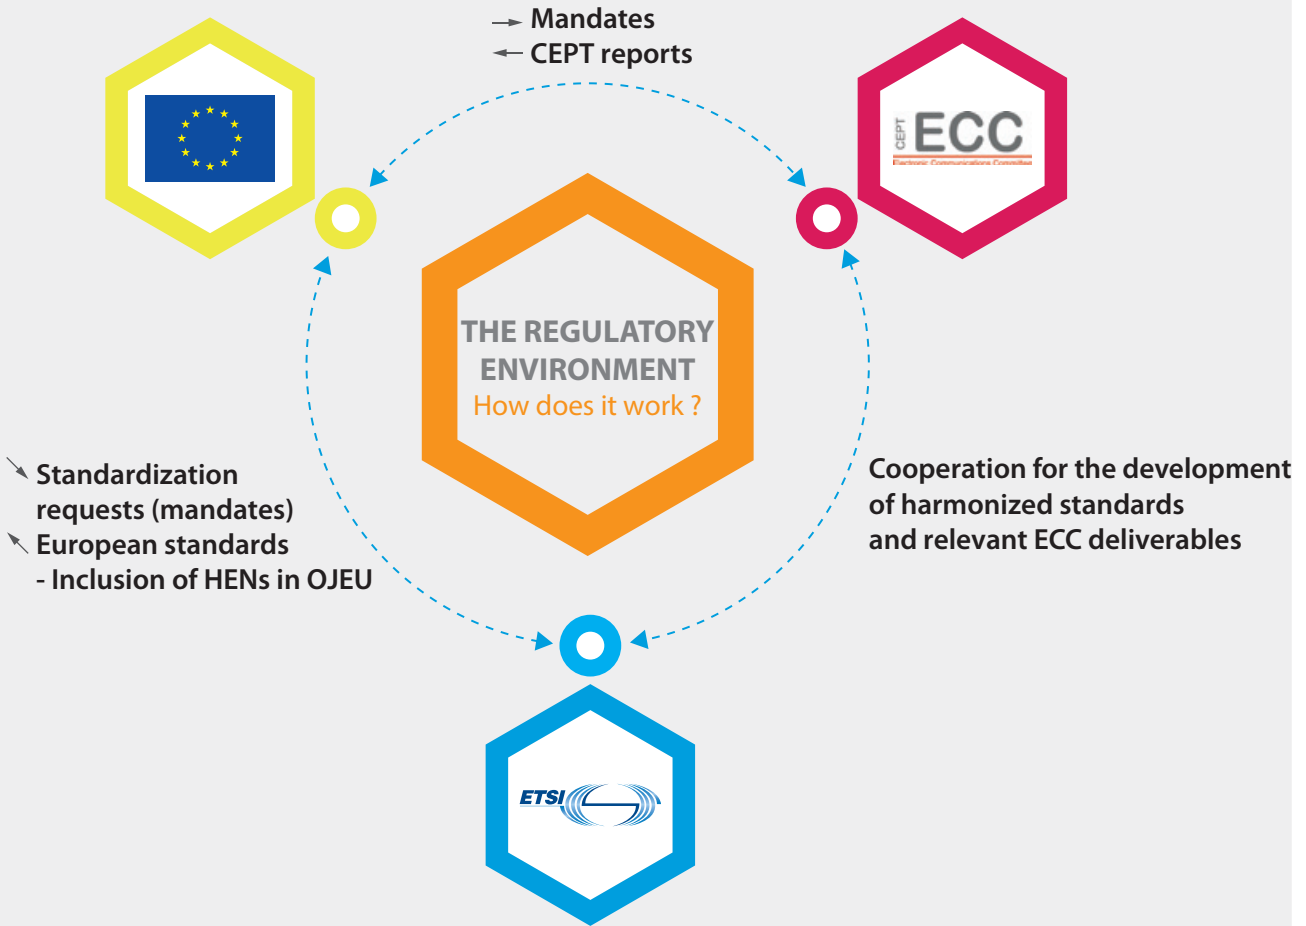 Mandates
CEPT reports
CEPT
ECC
Electronic Communications Committee
THE REGULATORY
ENVIRONMENT
How does it work ?
Standardization
requests (mandates)
European standards
- Inclusion of HENs in OJEU
Cooperation for the development
of harmonized standards
and relevant ECC deliverables
ETSI